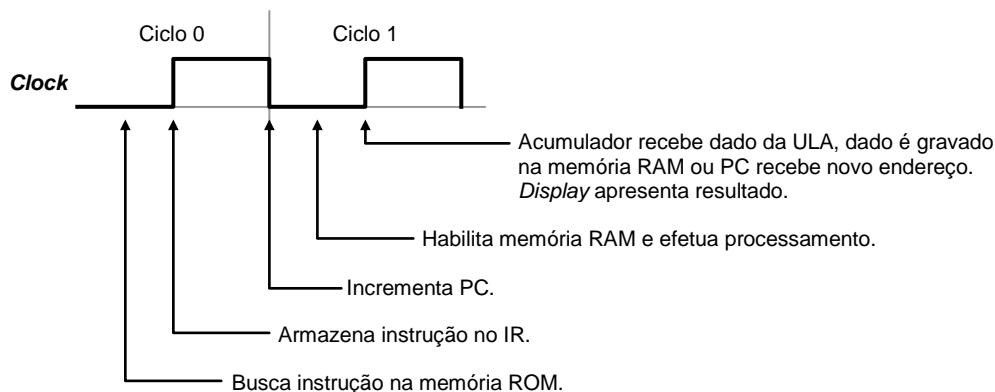 Ciclo 0
Ciclo 1
Clock
Acumulador recebe dado da ULA, dado é gravado
na memória RAM ou PC recebe novo endereço.
Display apresenta resultado.
Habilita memória RAM e efetua processamento.
Incrementa PC.
Armazena instrução no IR.
Busca instrução na memória ROM.